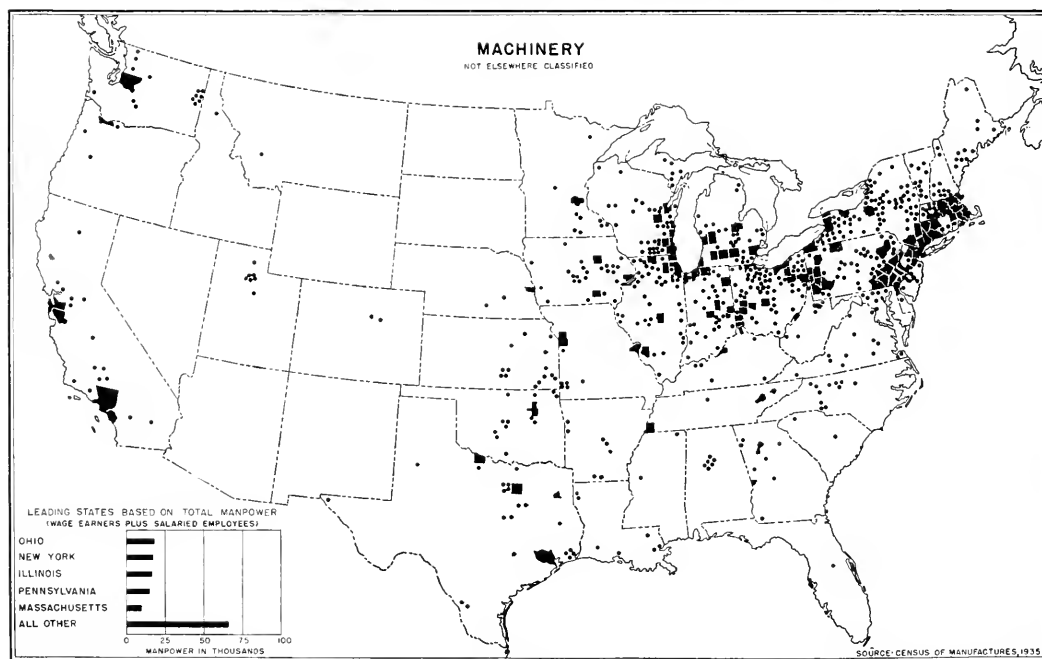 MACHINERY
NOT ELSEWHERE CLASSIFIED
LEADING STATES BASED ON TOTAL MANPOWER
(WAGE EARNERS PLUS SALARIED EMPLOYEES)
OHIO
NEW YORK
ILLINOIS
PENNSYLVANIA
MASSACHUSETTS
ALL OTHER
0 25 50 75 100
MANPOWER IN THOUSANDS
SOURCE-CENSUS OF MANUFACTURES, 1935